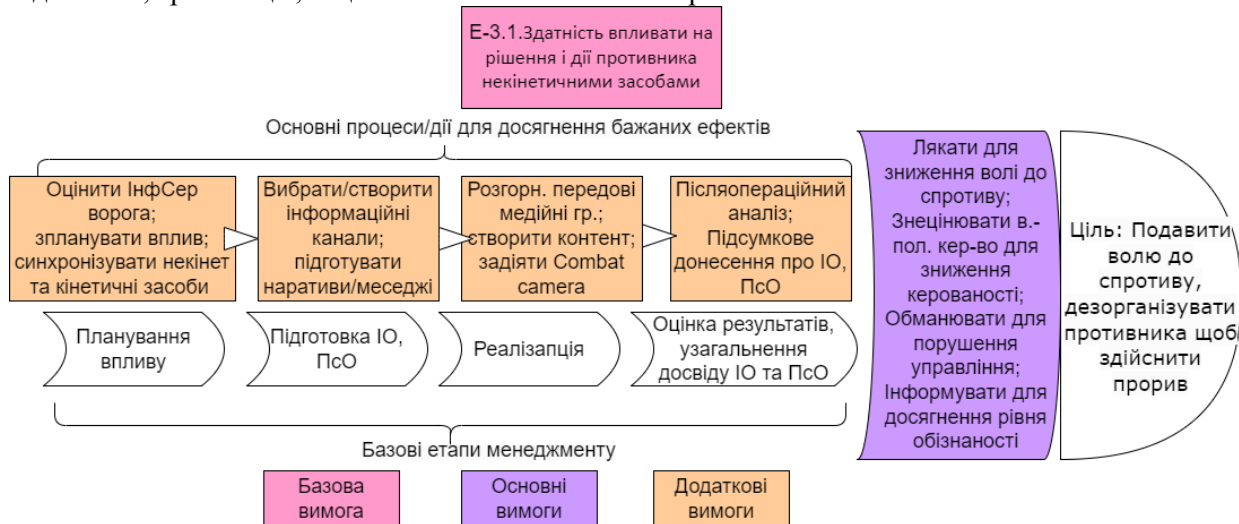 Е-3.1.Здатність впливати на
рішення і дії противника
некінетичними засобами
Основні процеси/дії для досягнення бажаних ефектів
Оцінити ІнфСер
ворога;
зпланувати вплив;
синхронізувати некінет
та кінетичні засоби
Вибрати/створити
інформаційні
канали;
підготувати
наративи/меседжі
Розгорн. передові
медійні гр.;
створити контент;
задіяти Combat
camera
Післяопераційний
аналіз;
Підсумкове
донесення про ІО,
ПсО
Планування
впливу
Підготовка ІО,
ПсО
Реалізапція
Оцінка результатів,
узагальнення
досвіду ІО та ПсО
Базові етапи менеджменту
Лякати для
зниження волі до
спротиву;
Знецінювати в.-
пол. кер-во для
зниження
керованості;
Обманювати для
порушення
управління;
Інформувати для
досягнення рівня
обізнаності
Ціль: Подавити
волю до
спротиву,
дезорганізувати
противника щоб
здійснити
прорив
Базова
вимога
Основні
вимоги
Додаткові
вимоги